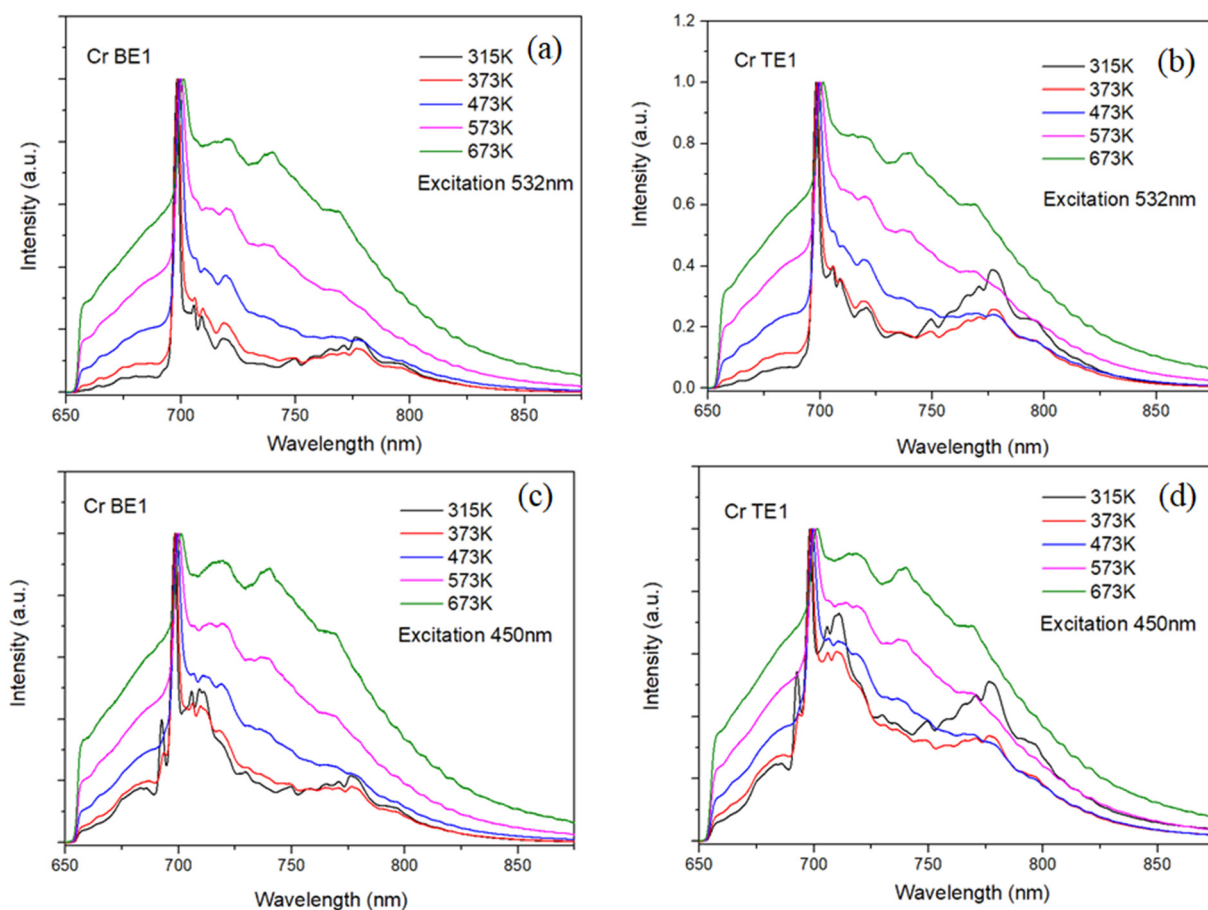 Cr BE1
(a)
315K
373K
473K
573K
673K
Excitation 532nm
Intensity (a.u.)
650 700 750 800 850
Wavelength (nm)
Cr TE1
(b)
315K
373K
473K
573K
673K
Excitation 532nm
Intensity (a.u.)
1.2
1.0
0.8
0.6
0.4
0.2
0.0
650 700 750 800 850
Wavelength (nm)
Cr BE1
(c)
315K
373K
473K
573K
673K
Excitation 450nm
Intensity (a.u.)
650 700 750 800 850
Wavelength (nm)
Cr TE1
(d)
315K
373K
473K
573K
673K
Excitation 450nm
Intensity (a.u.)
650 700 750 800 850
Wavelength (nm)